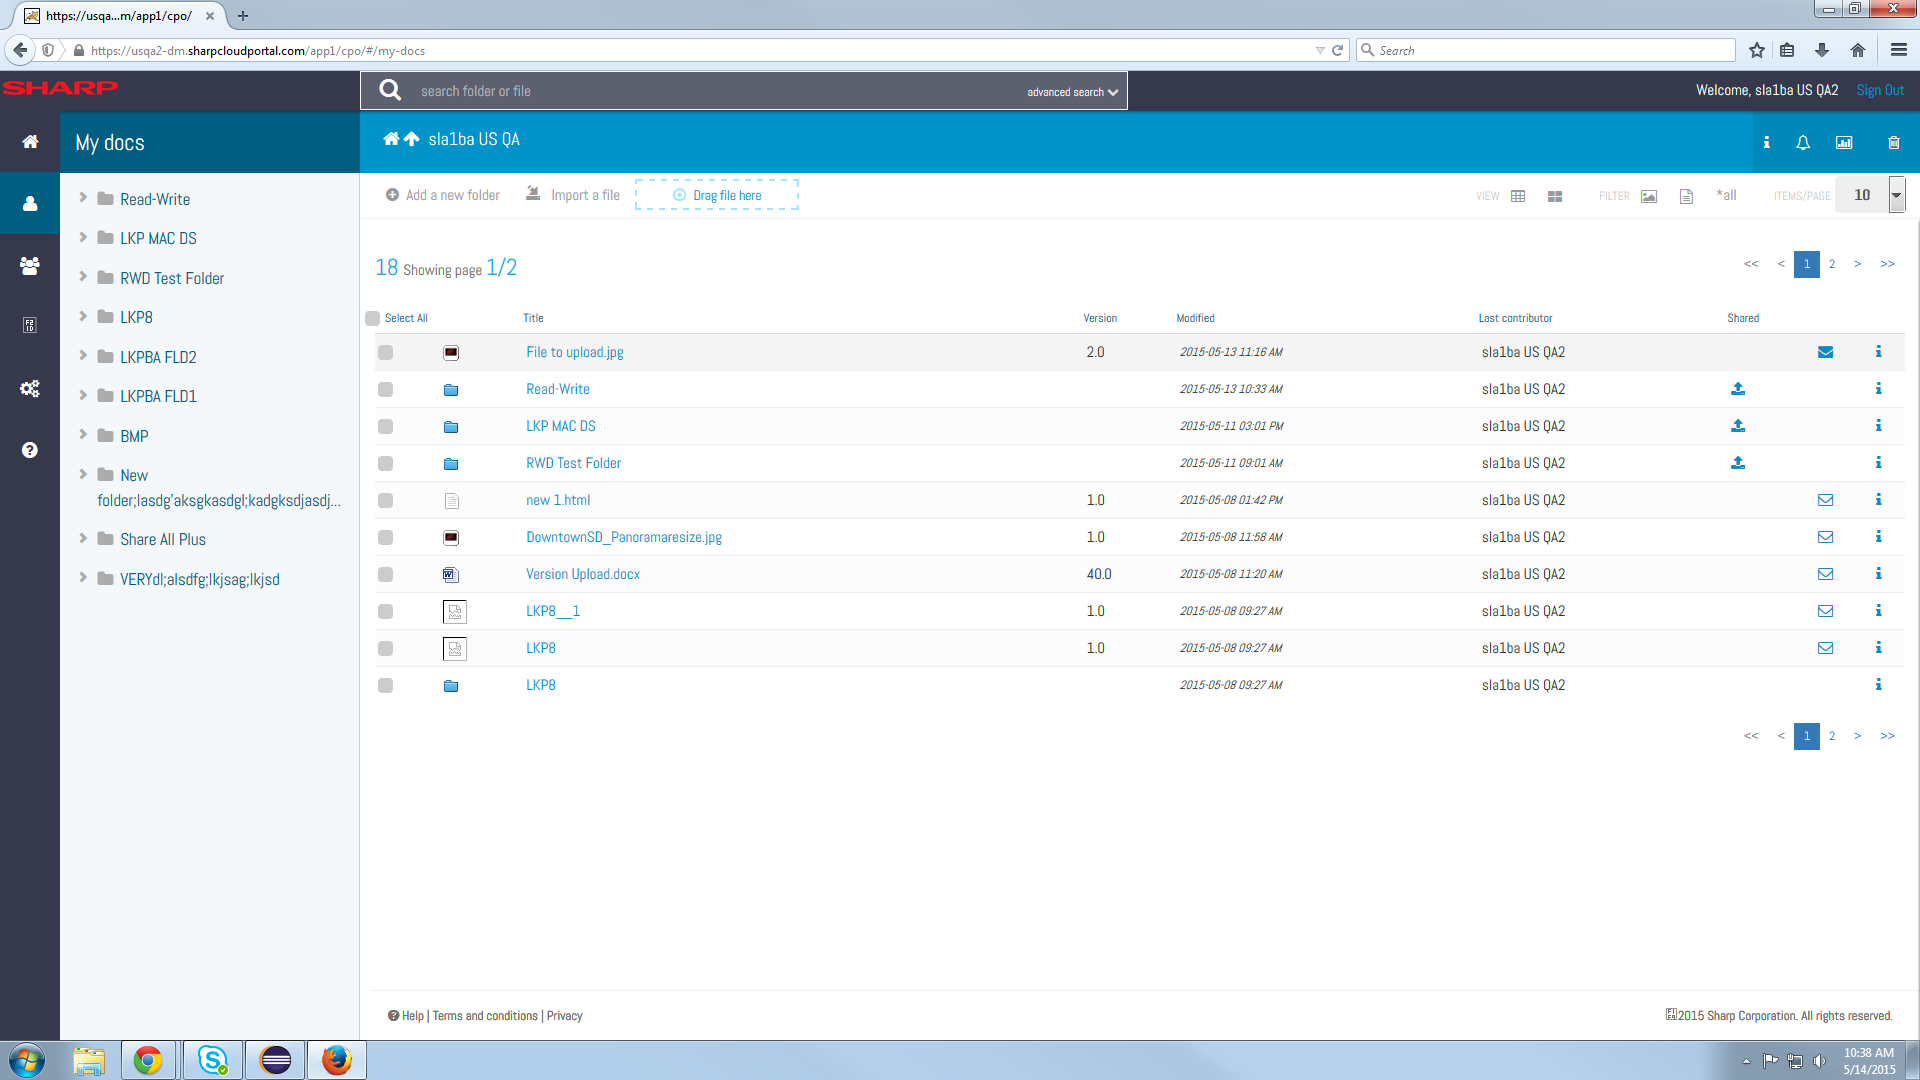 https://usqa...m/app1/cpo/
https://usqa2-dm.sharpcloudportal.com/app1/cpo/#/my-docs
Search
SHARP
search folder or file
advanced search
Welcome, sla1ba US QA2
Sign Out
My docs
sla1ba US QA
Read-Write
LKP MAC DS
RWD Test Folder
LKP8
LKPBA FLD2
LKPBA FLD1
BMP
New
folder;lasdg'aksgkasdgl;kadgksdjasdj...
Share All Plus
VERYdl;alsdfg;lkjsag;lkjsd
Add a new folder
Import a file
Drag file here
VIEW
FILTER
*all
ITEMS/PAGE
10
18 Showing page 1/2
<< < 1 2 > >>
Select All Title Version Modified Last contributor Shared
File to upload.jpg 2.0 2015-05-13 11:16 AM sla1ba US QA2
Read-Write 2015-05-13 10:33 AM sla1ba US QA2
LKP MAC DS 2015-05-11 03:01 PM sla1ba US QA2
RWD Test Folder 2015-05-11 09:01 AM sla1ba US QA2
new 1.html 1.0 2015-05-08 01:42 PM sla1ba US QA2
DowntownSD_Panoramaresize.jpg 1.0 2015-05-08 11:58 AM sla1ba US QA2
Version Upload.docx 40.0 2015-05-08 11:20 AM sla1ba US QA2
LKP8__1 1.0 2015-05-08 09:27 AM sla1ba US QA2
LKP8 1.0 2015-05-08 09:27 AM sla1ba US QA2
LKP8 2015-05-08 09:27 AM sla1ba US QA2
<< < 1 2 > >>
Help | Terms and conditions | Privacy
2015 Sharp Corporation. All rights reserved.
10:38 AM
5/14/2015